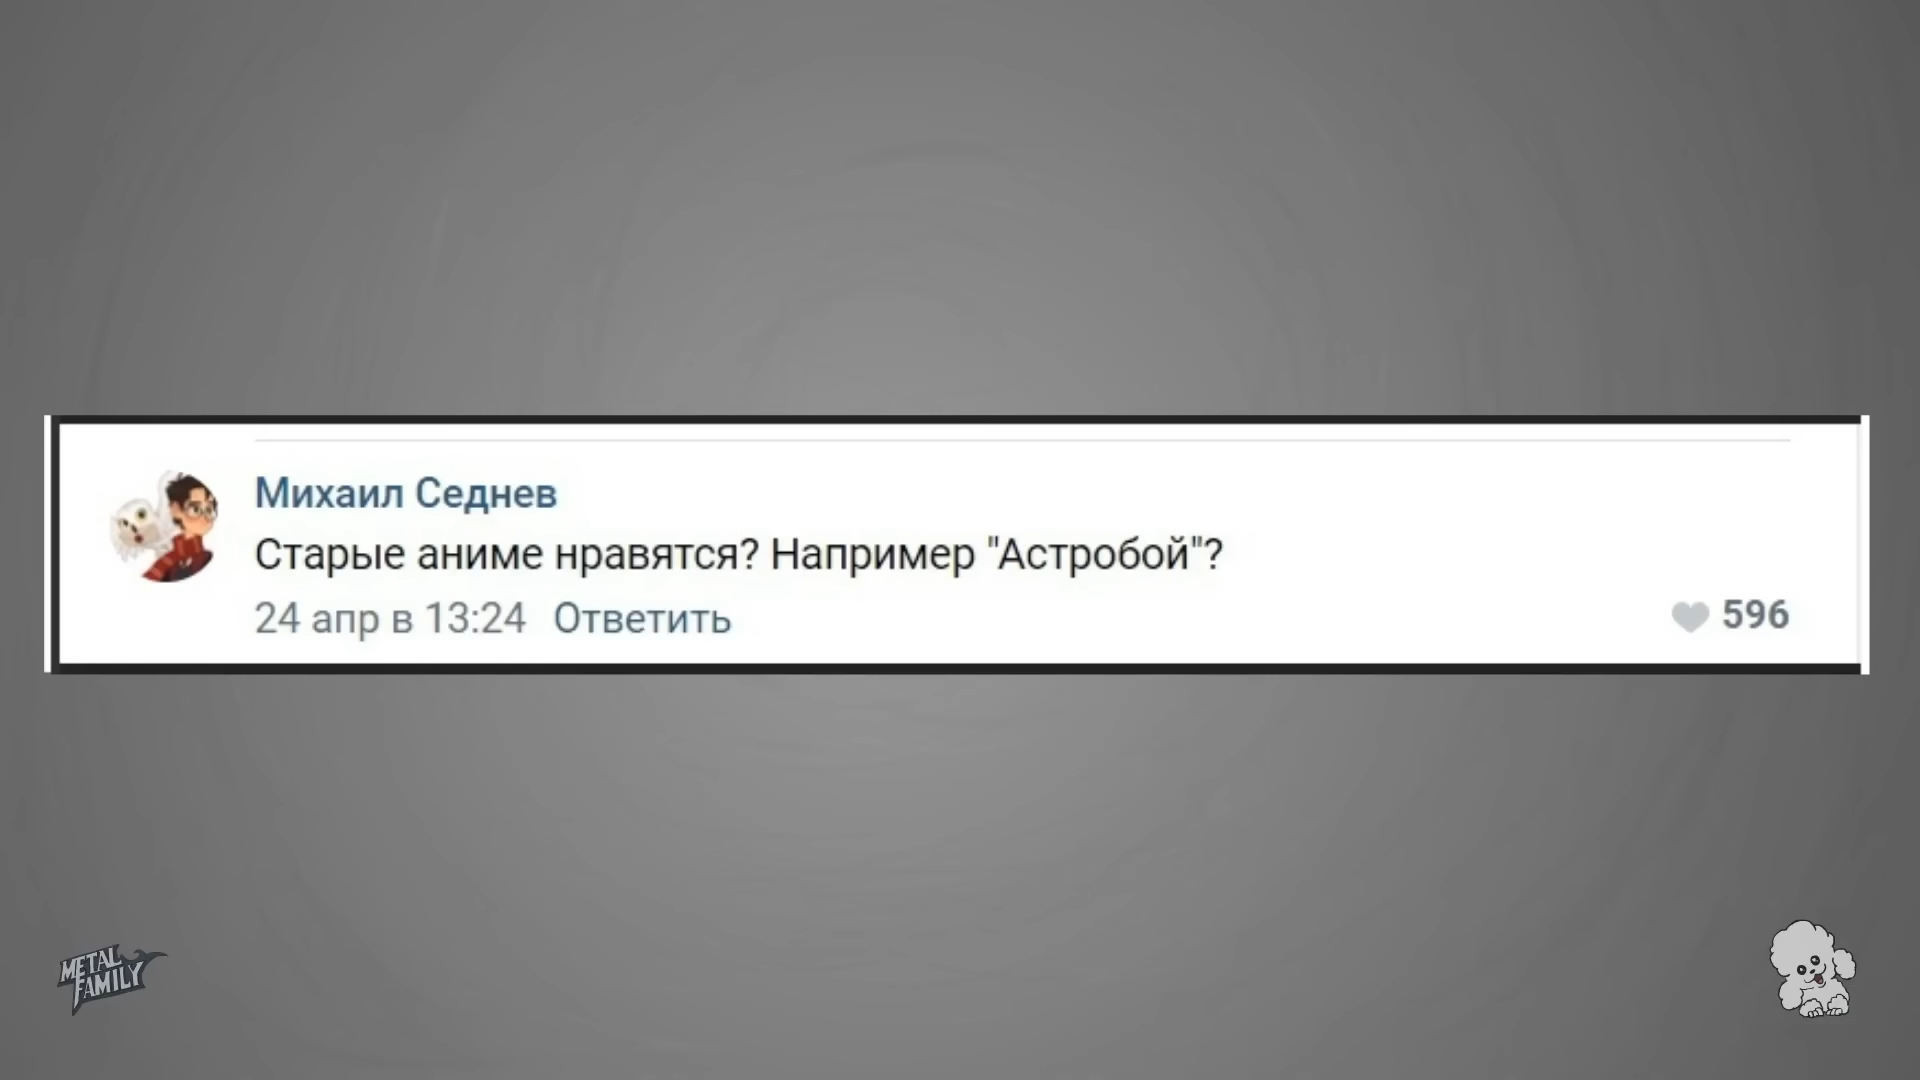 Михаил Седнев
Старые аниме нравятся? Например "Астробой"?
24 апр в 13:24 Ответить
596
METAL
FAMILY